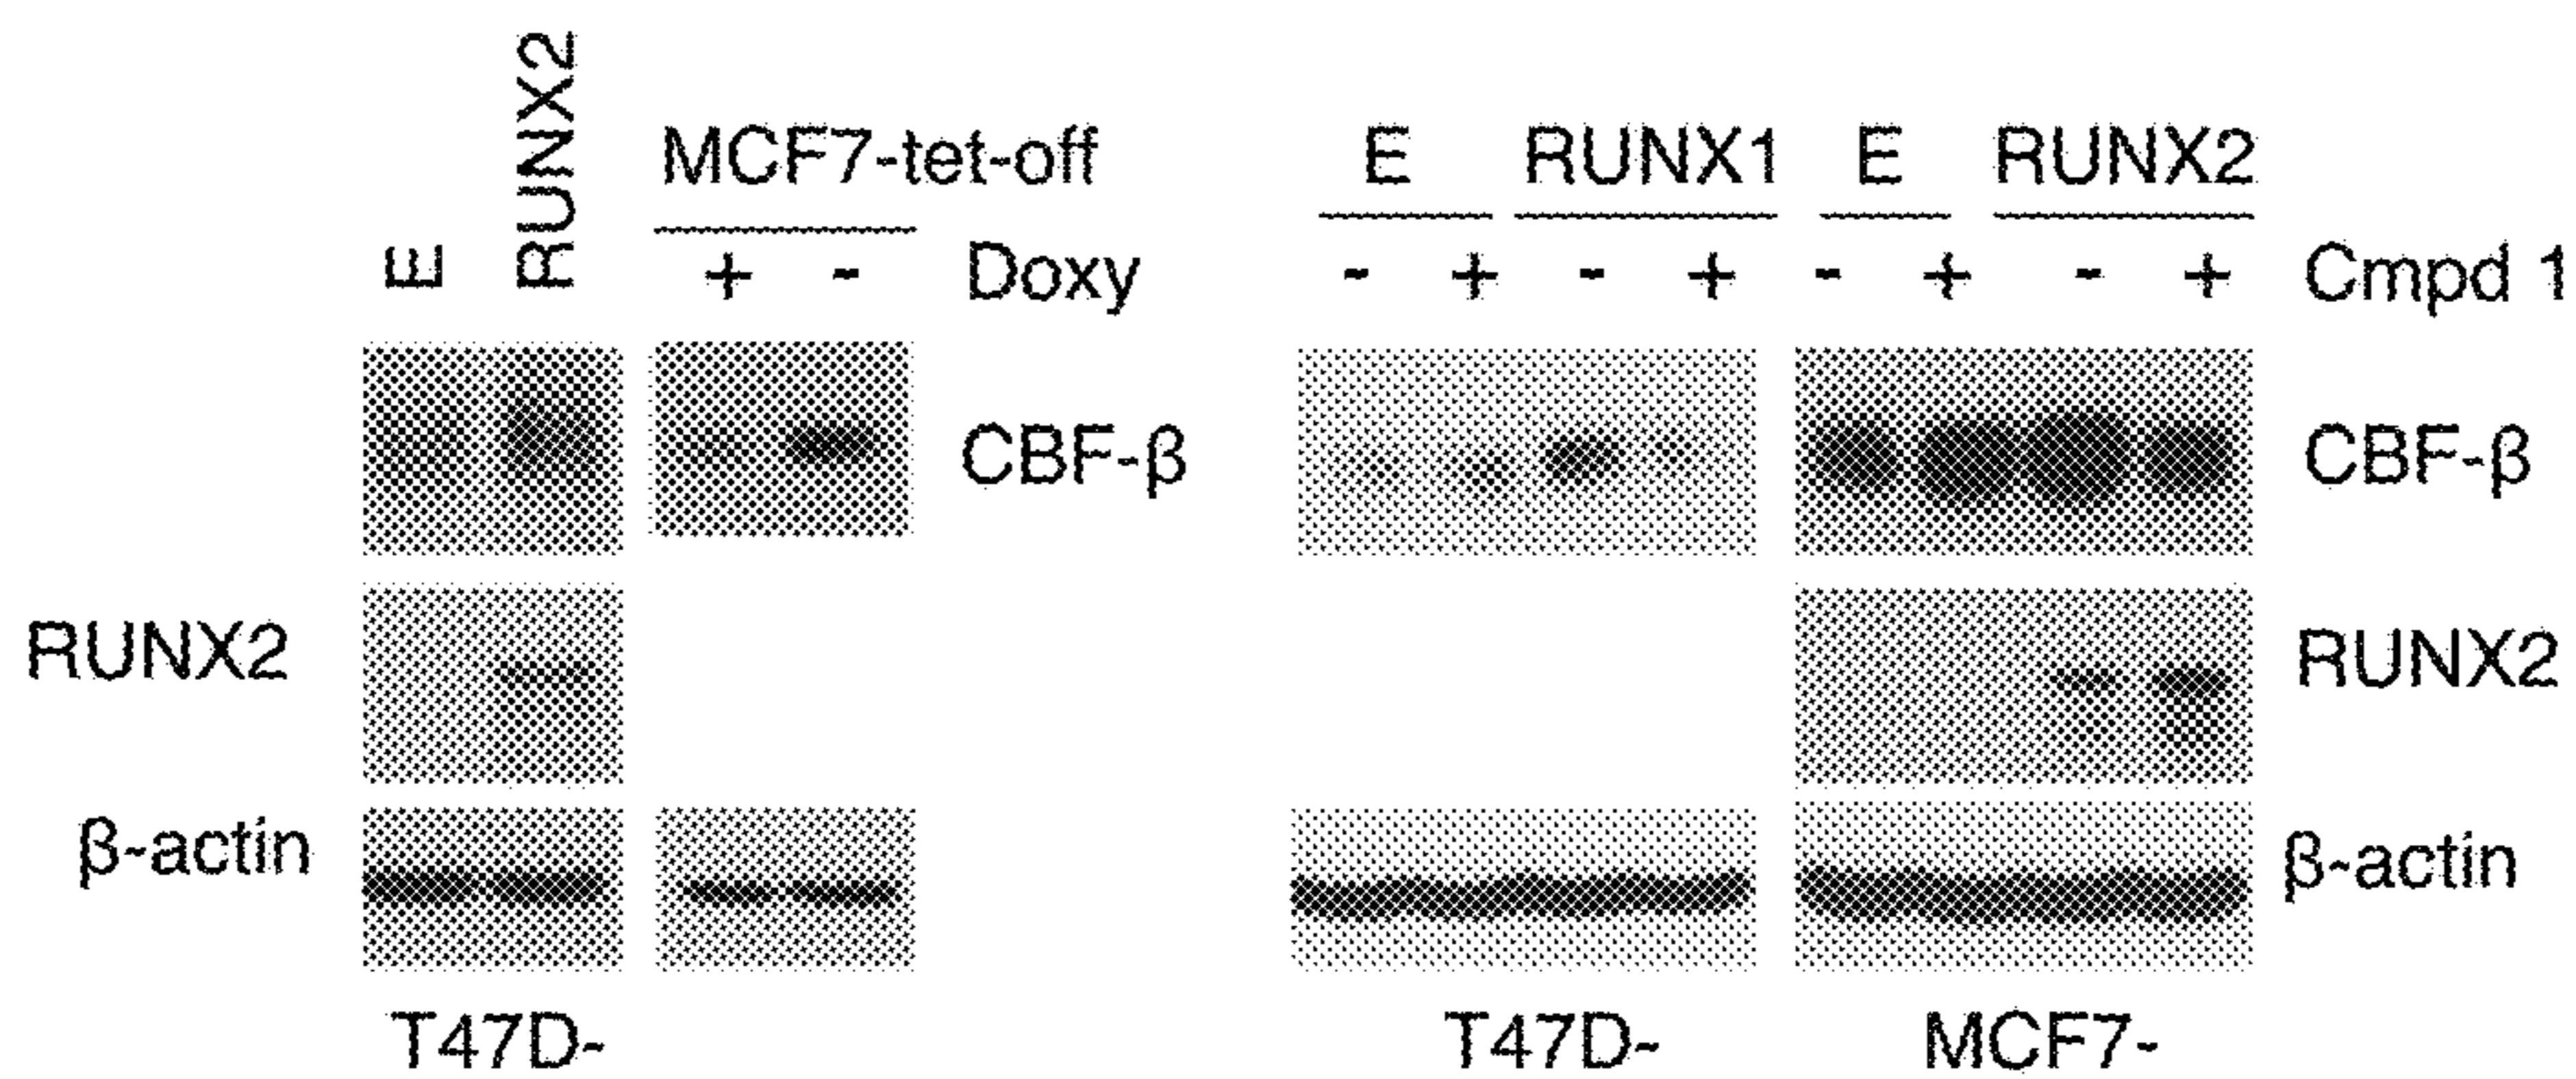 E RUNX2 MCF7-tet-off E RUNX1 E RUNX2
+ - Doxy - + - + - + - + Cmpd 1
CBF-β CBF-β
RUNX2 RUNX2
β-actin β-actin
T47D- T47D- MCF7-